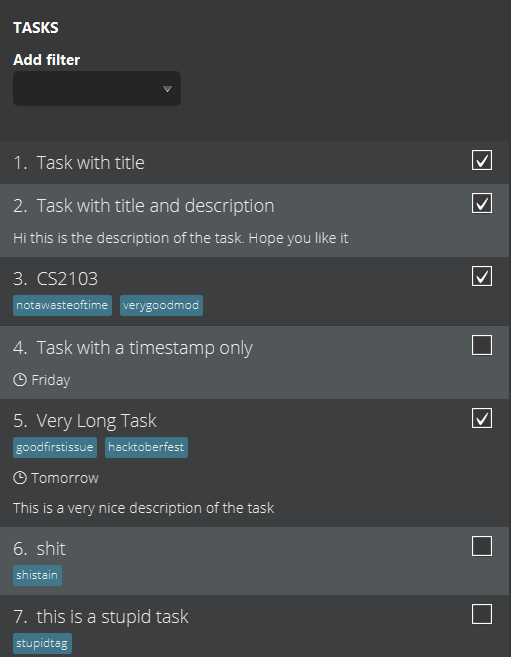 TASKS
Add filter
1. Task with title
2. Task with title and description
Hi this is the description of the task. Hope you like it
3. CS2103
notawasteoftime verygoodmod
4. Task with a timestamp only
Friday
5. Very Long Task
goodfirstissue hacktoberfest
Tomorrow
This is a very nice description of the task
6. shit
shistain
7. this is a stupid task
stupidtag